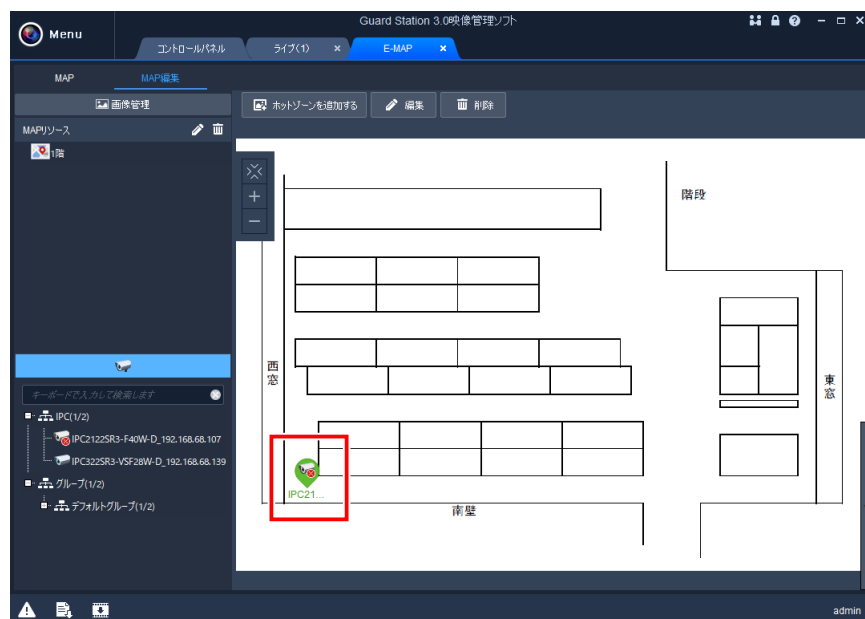 Guard Station 3.0映像管理ソフト
Menu
コントロールパネル
ライブ(1) ×
E-MAP ×
MAP
MAP編集
画像管理
ホットゾーンを追加する
編集
削除
MAPリソース
1階
階段
西窓
東窓
南壁
IPC21...
キーボードで入力して検索します
IPC(1/2)
IPC2122SR3-F40W-D_192.168.68.107
IPC322SR3-VSF28W-D_192.168.68.139
グループ(1/2)
デフォルトグループ(1/2)
admin